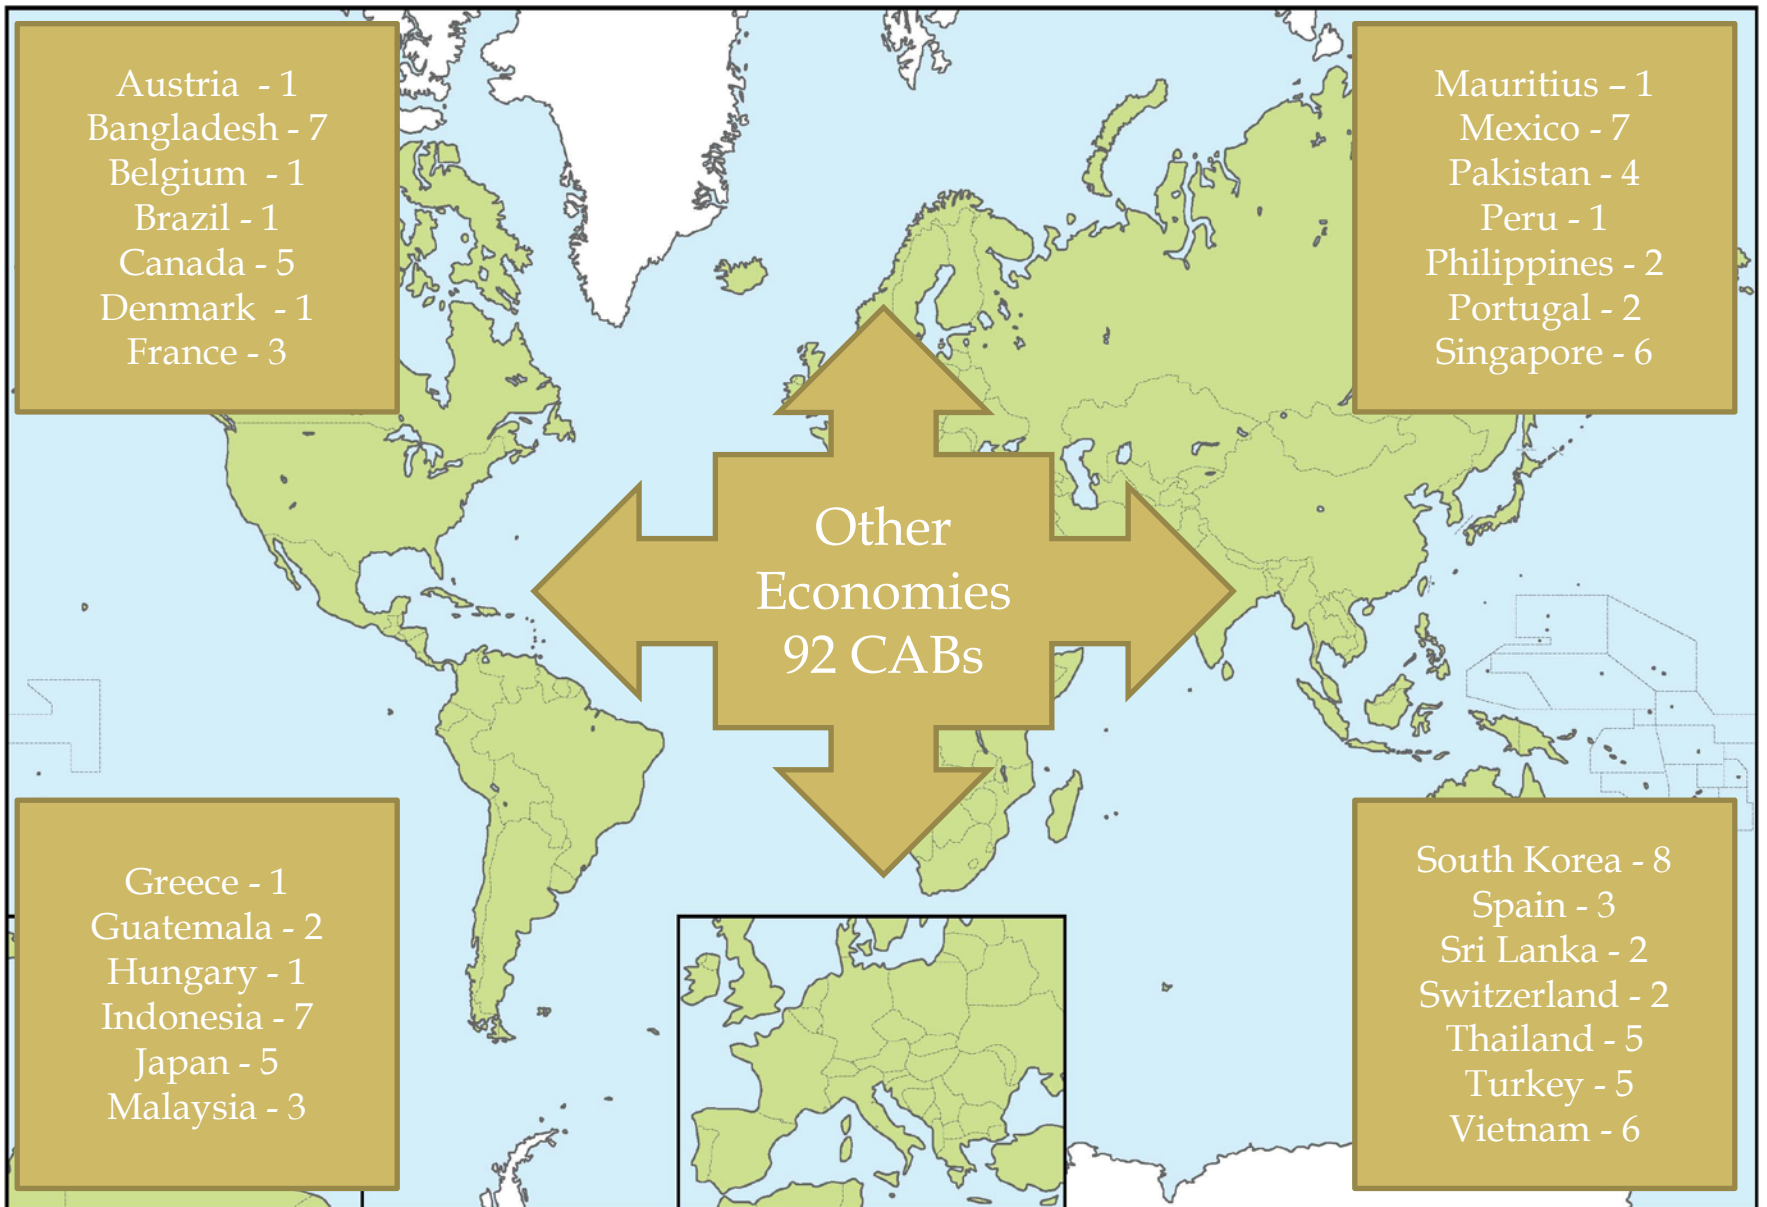 Austria - 1
Bangladesh - 7
Belgium - 1
Brazil - 1
Canada - 5
Denmark - 1
France - 3
Mauritius – 1
Mexico - 7
Pakistan - 4
Peru - 1
Philippines - 2
Portugal - 2
Singapore - 6
Other
Economies
92 CABs
Greece - 1
Guatemala - 2
Hungary - 1
Indonesia - 7
Japan - 5
Malaysia - 3
South Korea - 8
Spain - 3
Sri Lanka - 2
Switzerland - 2
Thailand - 5
Turkey - 5
Vietnam - 6